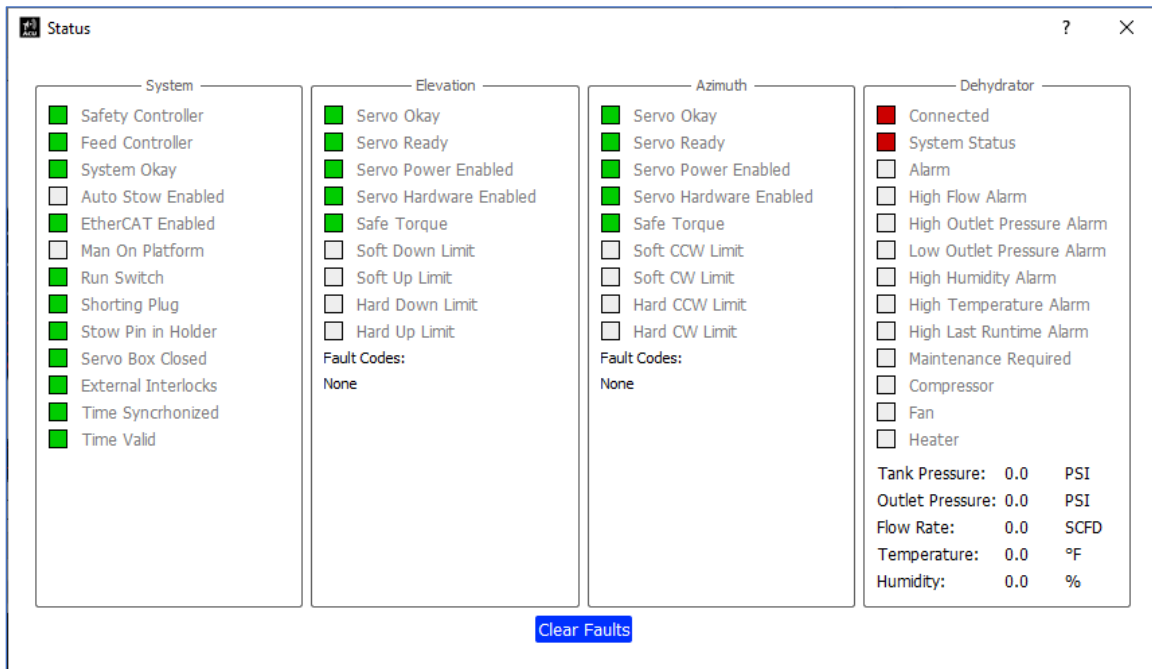 ACU
Status
?
System
Safety Controller
Feed Controller
System Okay
Auto Stow Enabled
EtherCAT Enabled
Man On Platform
Run Switch
Shorting Plug
Stow Pin in Holder
Servo Box Closed
External Interlocks
Time Syncrhonized
Time Valid
Elevation
Servo Okay
Servo Ready
Servo Power Enabled
Servo Hardware Enabled
Safe Torque
Soft Down Limit
Soft Up Limit
Hard Down Limit
Hard Up Limit
Fault Codes:
None
Azimuth
Servo Okay
Servo Ready
Servo Power Enabled
Servo Hardware Enabled
Safe Torque
Soft CCW Limit
Soft CW Limit
Hard CCW Limit
Hard CW Limit
Fault Codes:
None
Dehydrator
Connected
System Status
Alarm
High Flow Alarm
High Outlet Pressure Alarm
Low Outlet Pressure Alarm
High Humidity Alarm
High Temperature Alarm
High Last Runtime Alarm
Maintenance Required
Compressor
Fan
Heater
Tank Pressure: 0.0 PSI
Outlet Pressure: 0.0 PSI
Flow Rate: 0.0 SCFD
Temperature: 0.0 °F
Humidity: 0.0 %
Clear Faults